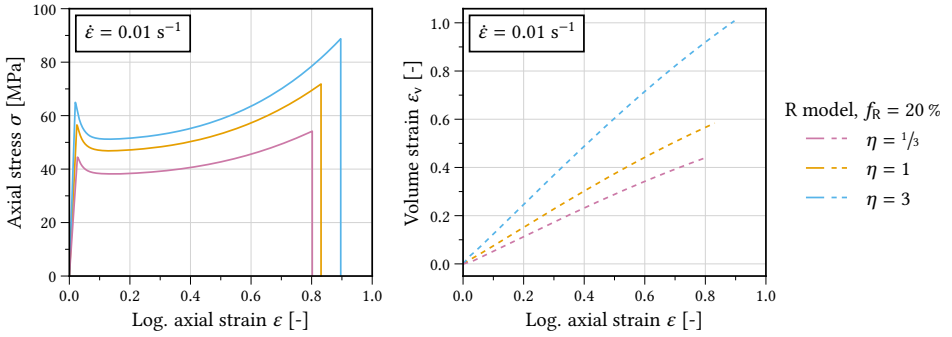 100
80
60
40
20
0
0.0 0.2 0.4 0.6 0.8 1.0
Axial stress σ [MPa]
Log. axial strain ε [-]
ε̇ = 0.01 s⁻¹
1.0
0.8
0.6
0.4
0.2
0.0
0.0 0.2 0.4 0.6 0.8 1.0
Volume strain εᵥ [-]
Log. axial strain ε [-]
ε̇ = 0.01 s⁻¹
R model, f_R = 20 %
η = 1/3
η = 1
η = 3